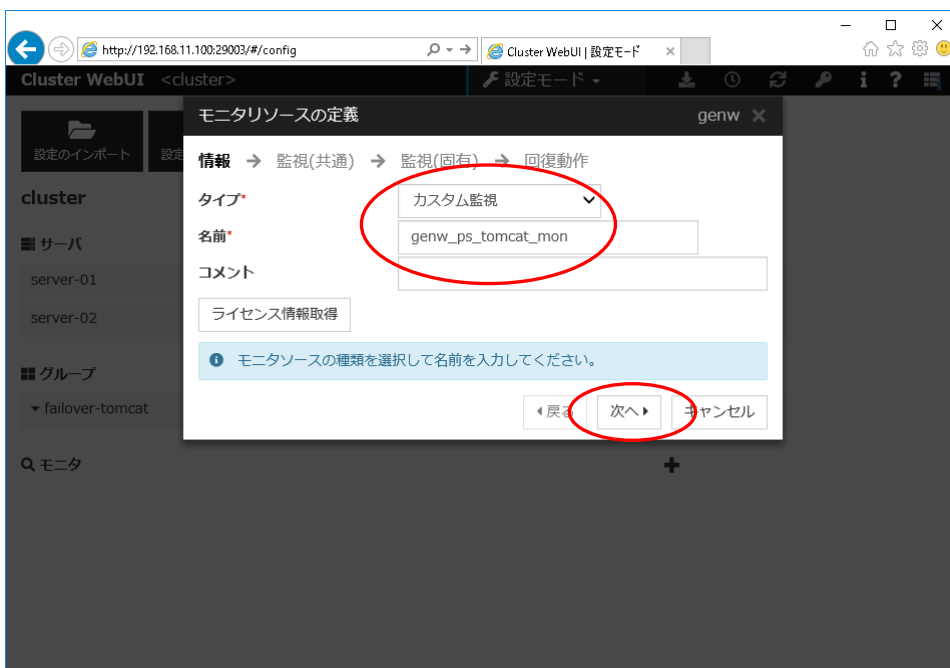 http://192.168.11.100:29003/#/config
Cluster WebUI | 設定モード
Cluster WebUI <cluster>
設定モード
設定のインポート
設定
モニタリソースの定義
genw
情報 → 監視(共通) → 監視(固有) → 回復動作
タイプ*
カスタム監視
名前*
genw_ps_tomcat_mon
コメント
ライセンス情報取得
モニタソースの種類を選択して名前を入力してください。
戻る
次へ
キャンセル
cluster
サーバ
server-01
server-02
グループ
failover-tomcat
モニタ